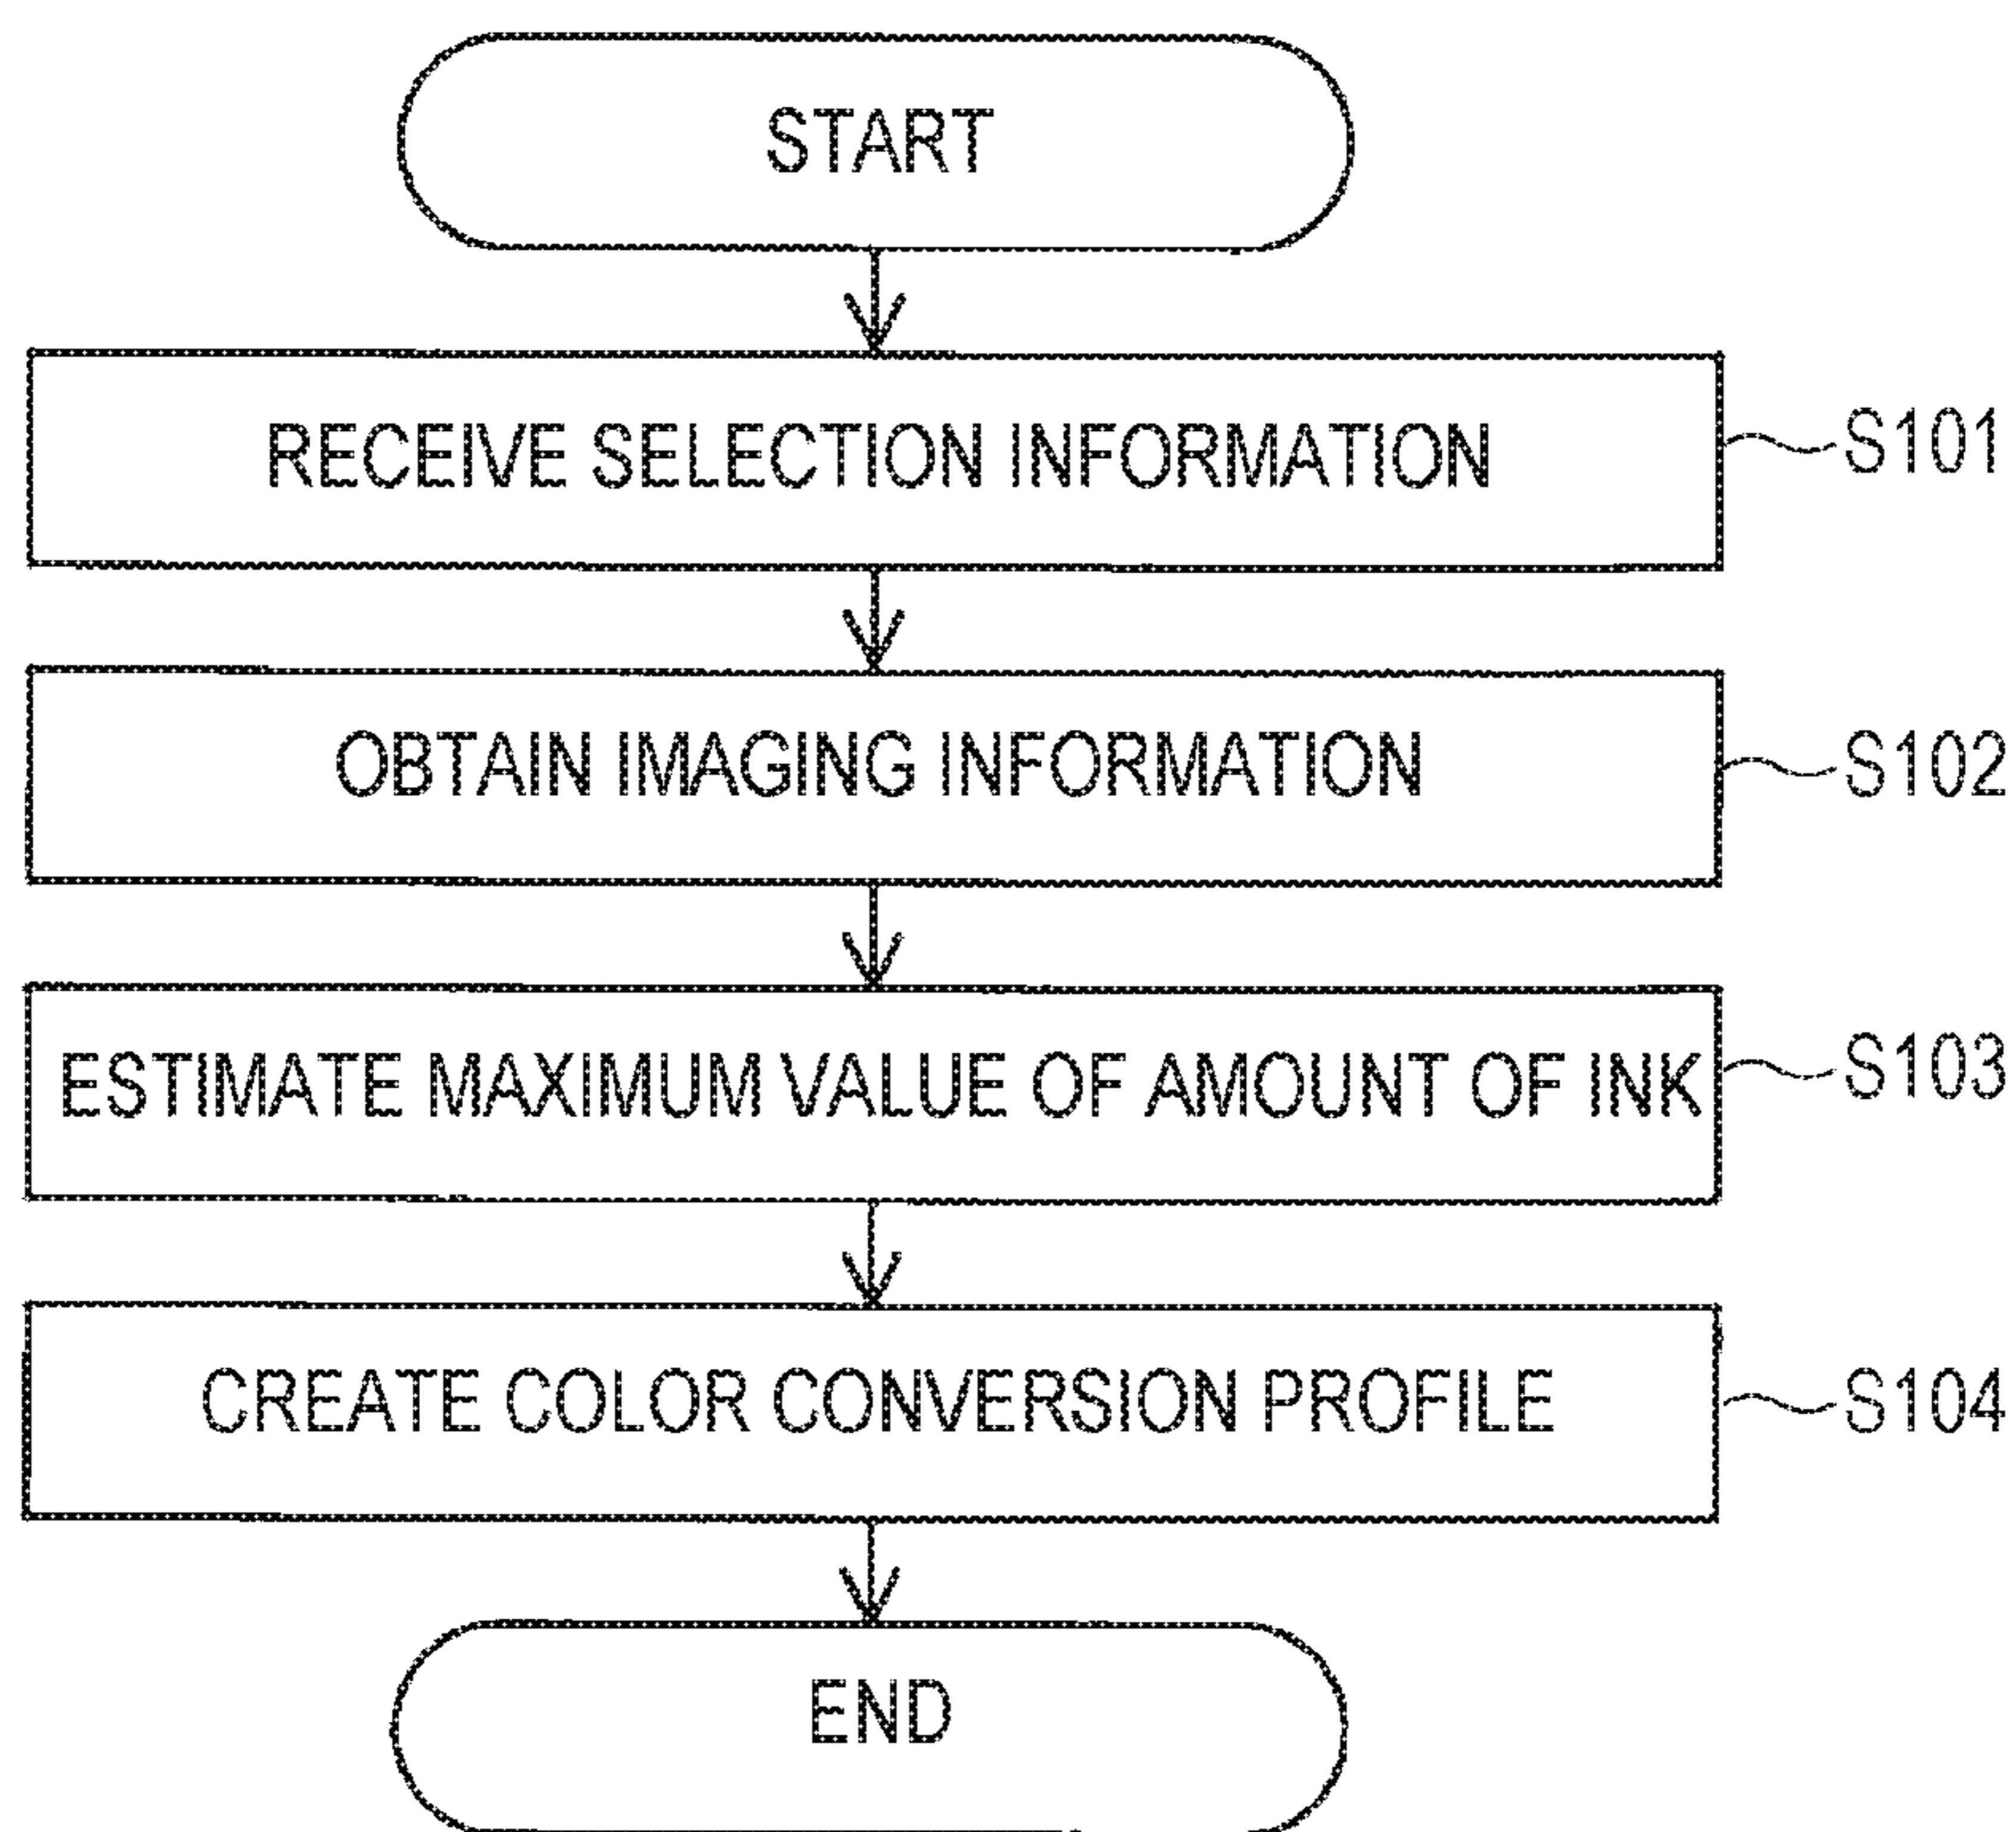 START
RECEIVE SELECTION INFORMATION
S101
OBTAIN IMAGING INFORMATION
S102
ESTIMATE MAXIMUM VALUE OF AMOUNT OF INK
S103
CREATE COLOR CONVERSION PROFILE
S104
END